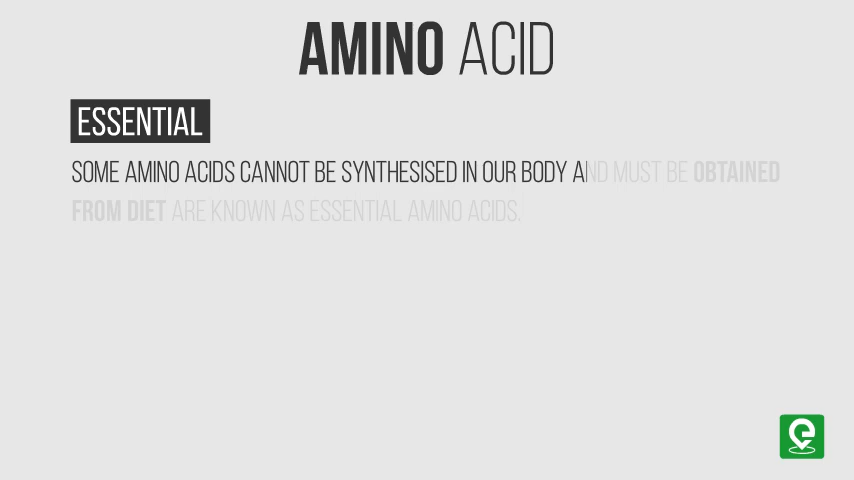 AMINO ACID
ESSENTIAL
SOME AMINO ACIDS CANNOT BE SYNTHESISED IN OUR BODY AND MUST BE OBTAINED
FROM DIET ARE KNOWN AS ESSENTIAL AMINO ACIDS.